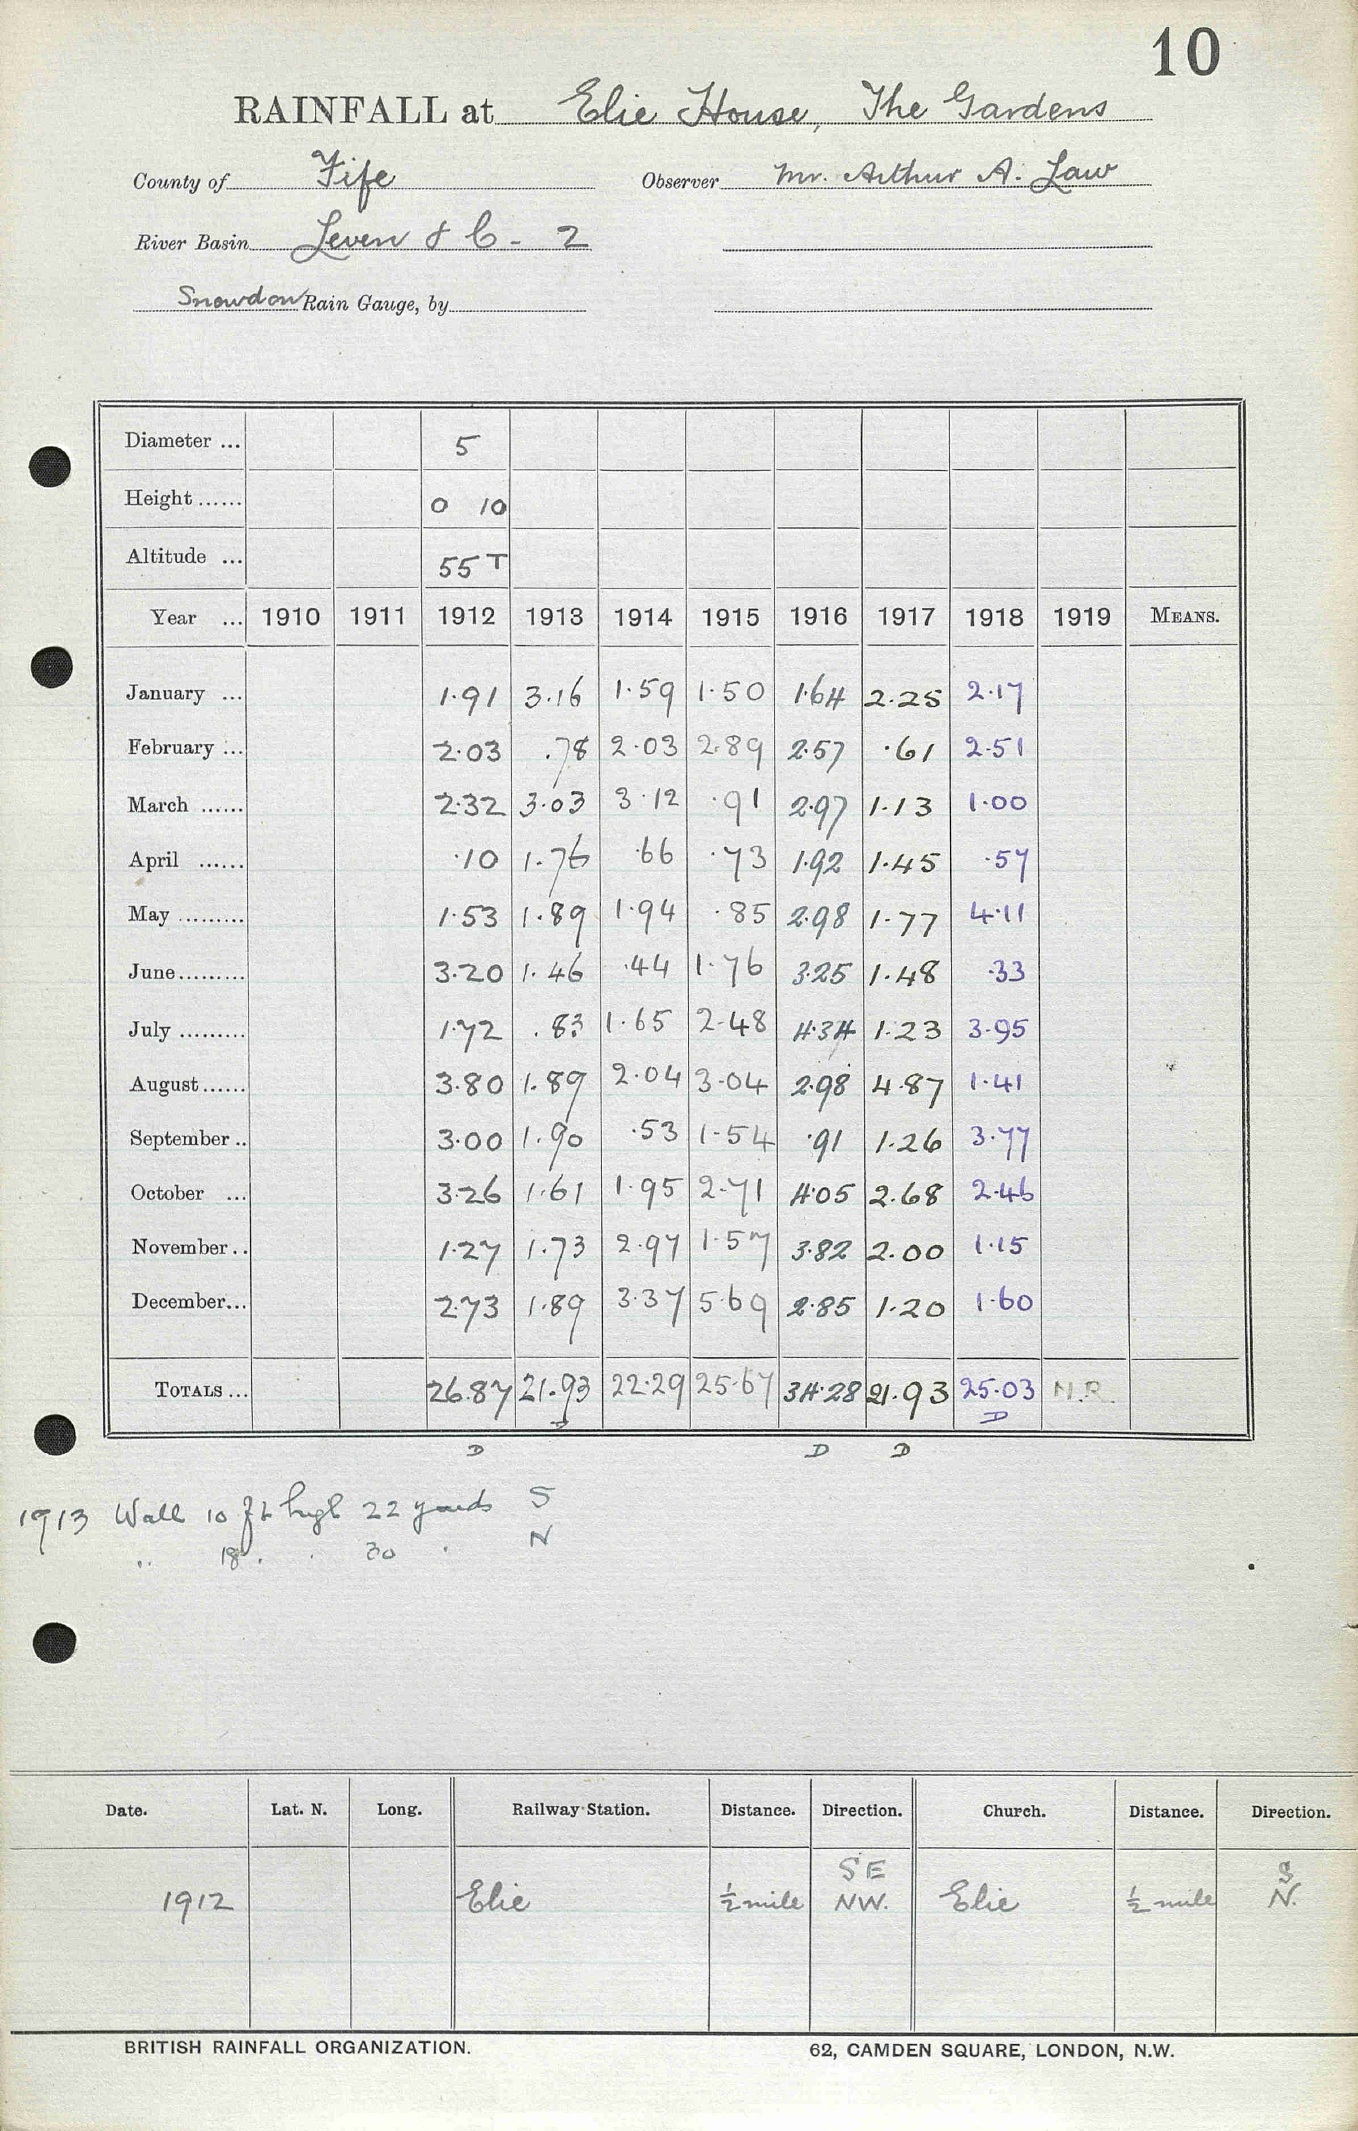 10
RAINFALL at Elie House, The Gardens
County of Fife Observer Mr. Arthur A. Law
River Basin Leven & C - 2
Snowdon Rain Gauge, by
Diameter ... 5
Height ...... 0 10
Altitude ... 55 T
Year ... 1910 1911 1912 1913 1914 1915 1916 1917 1918 1919 MEANS.
January ... 1.91 3.16 1.59 1.50 1.64 2.25 2.17
February ... 2.03 .78 2.03 2.89 2.57 .61 2.51
March ...... 2.32 3.03 3.12 .91 2.97 1.13 1.00
April ...... .10 1.76 .66 .73 1.92 1.45 .57
May ......... 1.53 1.89 1.94 .85 2.98 1.77 4.11
June......... 3.20 1.46 .44 1.76 3.25 1.48 .33
July ......... 1.72 .83 1.65 2.48 4.34 1.23 3.95
August...... 3.80 1.89 2.04 3.04 2.98 4.87 1.41
September .. 3.00 1.90 .53 1.54 .91 1.26 3.77
October ... 3.26 1.61 1.95 2.71 4.05 2.68 2.46
November .. 1.27 1.73 2.97 1.57 3.82 2.00 1.15
December... 2.73 1.89 3.37 5.69 2.85 1.20 1.60
TOTALS ... 26.87 21.93 22.29 25.67 34.28 21.93 25.03 N.R.
D D
D D D
1913 Wall 10 ft high 22 yards S
" 18 . . 30 . N
Date. Lat. N. Long. Railway Station. Distance. Direction. Church. Distance. Direction.
SE S
1912 Elie ½ mile NW. Elie ½ mile N.
BRITISH RAINFALL ORGANIZATION. 62, CAMDEN SQUARE, LONDON, N.W.